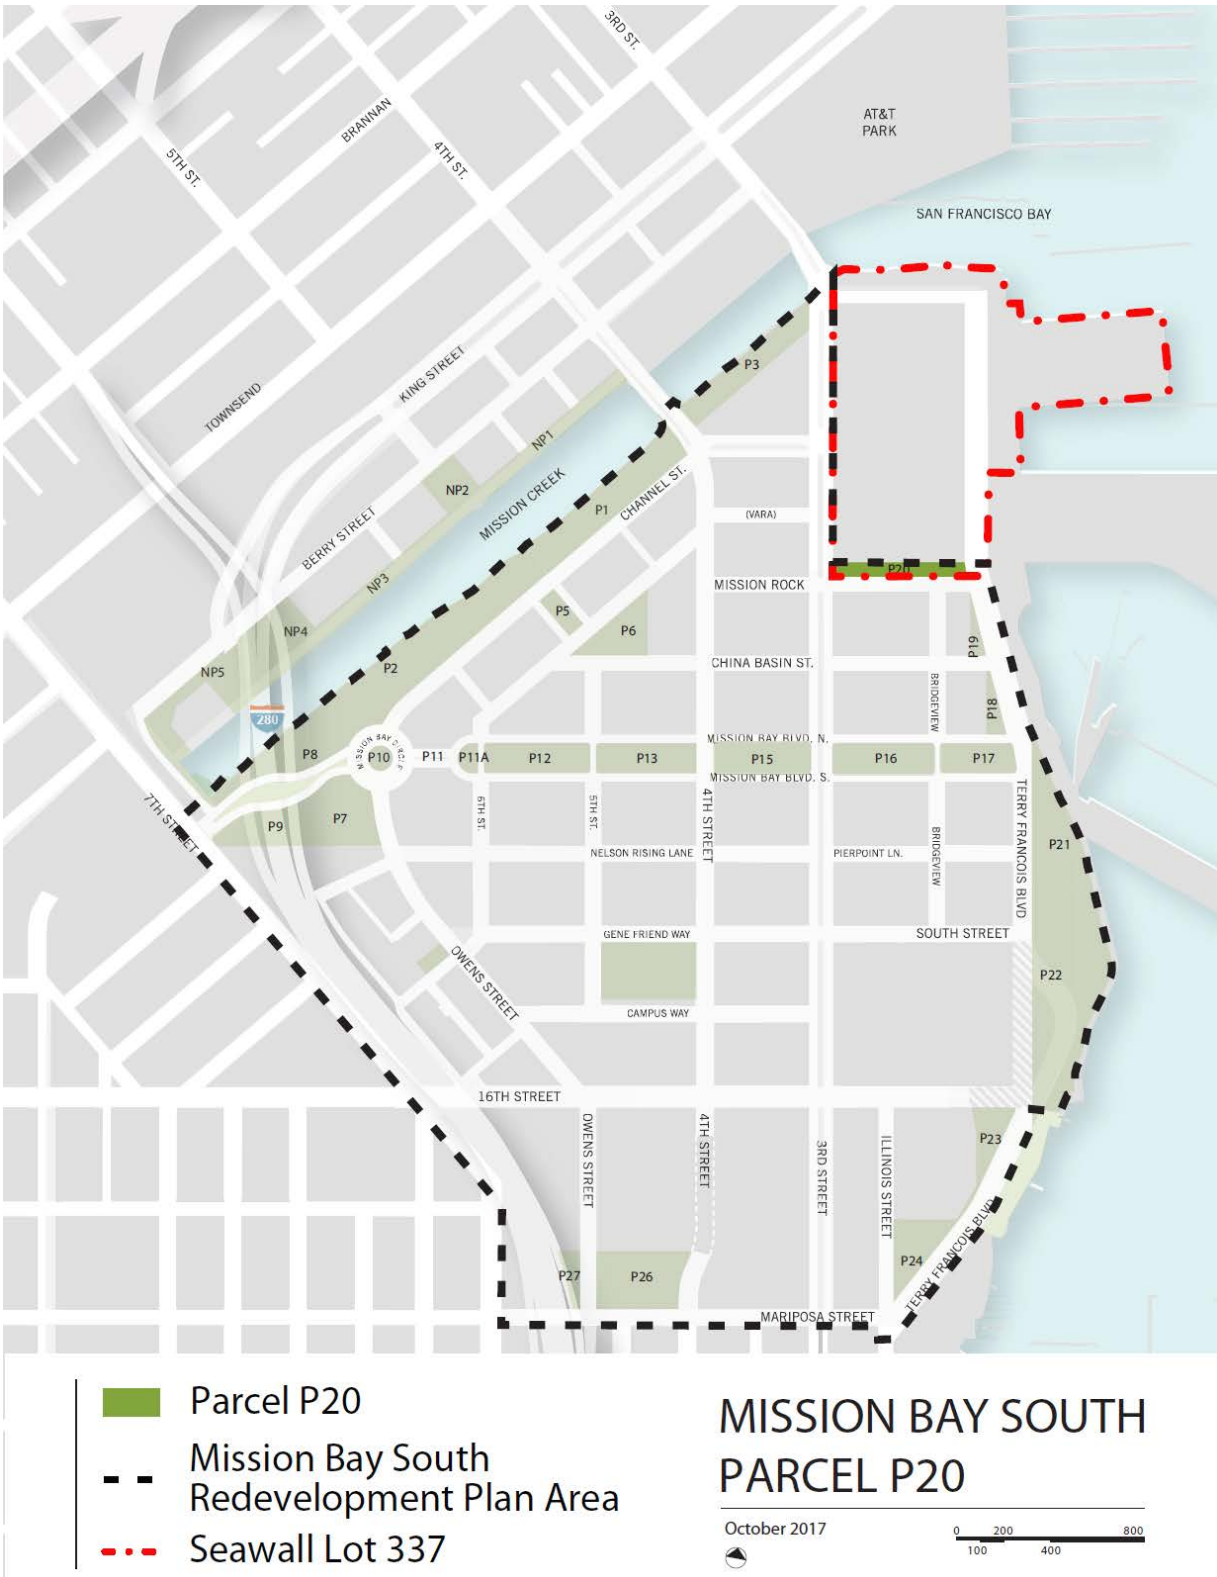 3RD ST.
AT&T
PARK
BRANNAN
5TH ST.
4TH ST.
SAN FRANCISCO BAY
KING STREET
TOWNSEND
P3
NP1
NP2
MISSION CREEK
CHANNEL ST.
P1
(VARA)
BERRY STREET
NP3
P20
MISSION ROCK
P5
P6
NP4
P19
CHINA BASIN ST.
P2
NP5
BRIDGEVIEW
P18
280
MISSION BAY CIRCLE
MISSION BAY BLVD. N.
P8
P10
P11
P11A
P12
P13
P15
P16
P17
MISSION BAY BLVD. S.
7TH STREET
P9
P7
6TH ST.
5TH ST.
4TH STREET
TERRY FRANCOIS BLVD
P21
NELSON RISING LANE
PIERPOINT LN.
BRIDGEVIEW
GENE FRIEND WAY
SOUTH STREET
OWENS STREET
P22
CAMPUS WAY
16TH STREET
OWENS STREET
4TH STREET
3RD STREET
ILLINOIS STREET
P23
P24
TERRY FRANCOIS BLVD
P27
P26
MARIPOSA STREET
Parcel P20
Mission Bay South
Redevelopment Plan Area
Seawall Lot 337
MISSION BAY SOUTH
PARCEL P20
October 2017
0 200 800
100 400